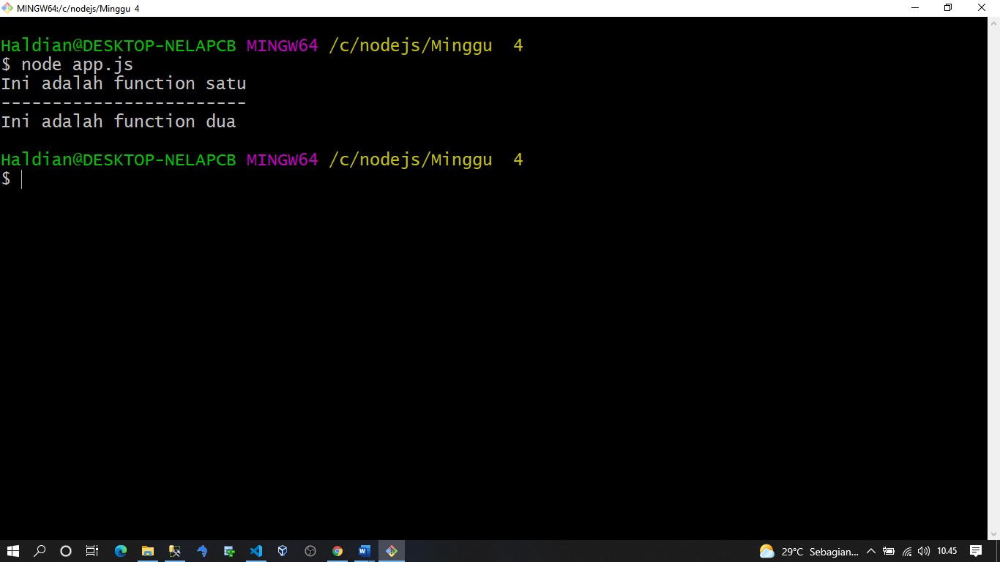 MINGW64:/c/nodejs/Minggu  4
Haldian@DESKTOP-NELAPCB MINGW64 /c/nodejs/Minggu  4
$ node app.js
Ini adalah function satu
------------------------
Ini adalah function dua
Haldian@DESKTOP-NELAPCB MINGW64 /c/nodejs/Minggu  4
$
29°C Sebagian... 10.45